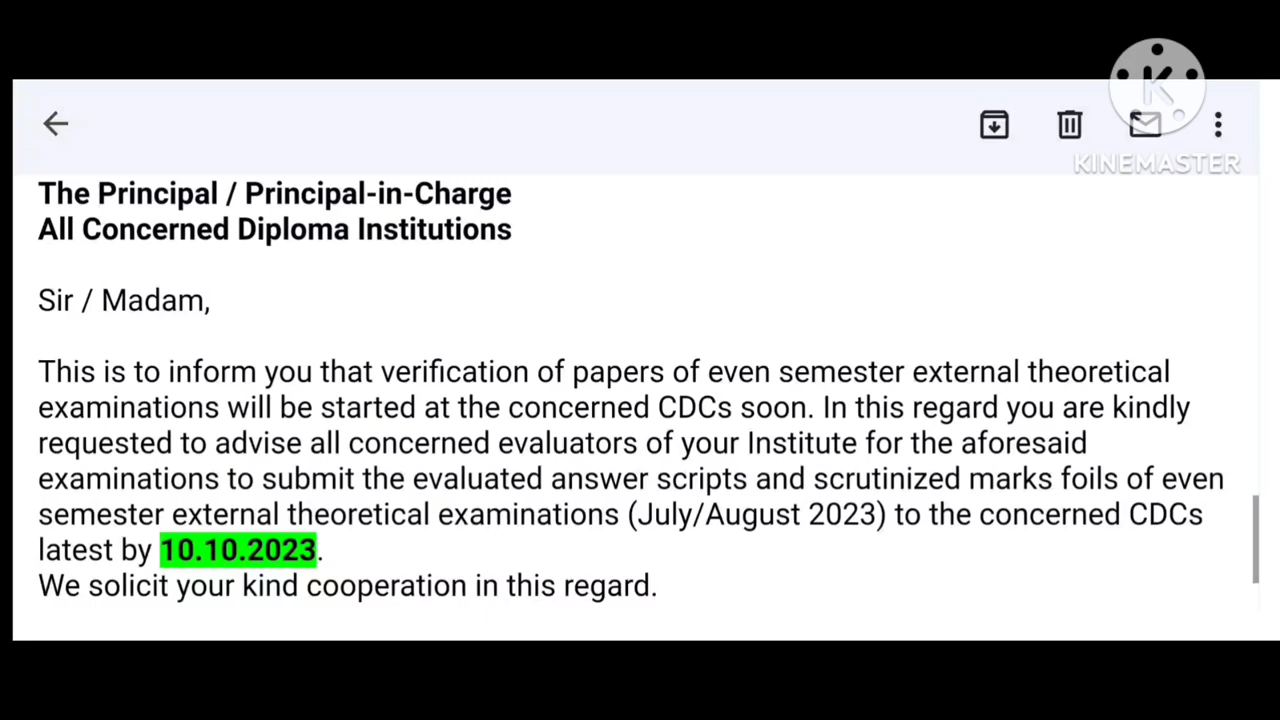 K
KINEMASTER
The Principal / Principal-in-Charge
All Concerned Diploma Institutions
Sir / Madam,
This is to inform you that verification of papers of even semester external theoretical
examinations will be started at the concerned CDCs soon. In this regard you are kindly
requested to advise all concerned evaluators of your Institute for the aforesaid
examinations to submit the evaluated answer scripts and scrutinized marks foils of even
semester external theoretical examinations (July/August 2023) to the concerned CDCs
latest by 10.10.2023.
We solicit your kind cooperation in this regard.